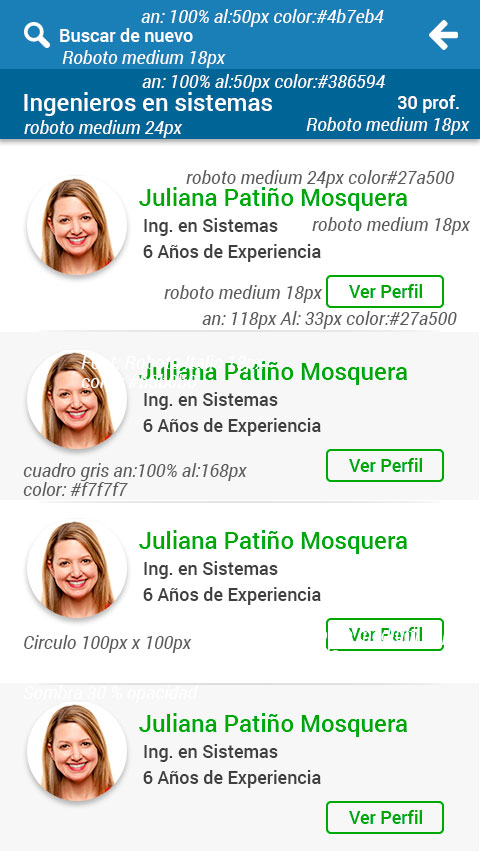 an: 100% al:50px color:#4b7eb4
Buscar de nuevo
Roboto medium 18px
an: 100% al:50px color:#386594
Ingenieros en sistemas
30 prof.
roboto medium 24px
Roboto medium 18px
roboto medium 24px color#27a500
Juliana Patiño Mosquera
Ing. en Sistemas
roboto medium 18px
6 Años de Experiencia
roboto medium 18px
Ver Perfil
an: 118px Al: 33px color:#27a500
Juliana Patiño Mosquera
Ing. en Sistemas
6 Años de Experiencia
Ver Perfil
cuadro gris an:100% al:168px
color: #f7f7f7
Juliana Patiño Mosquera
Ing. en Sistemas
6 Años de Experiencia
Ver Perfil
Circulo 100px x 100px
Sombra 30 % opacidad
Juliana Patiño Mosquera
Ing. en Sistemas
6 Años de Experiencia
Ver Perfil